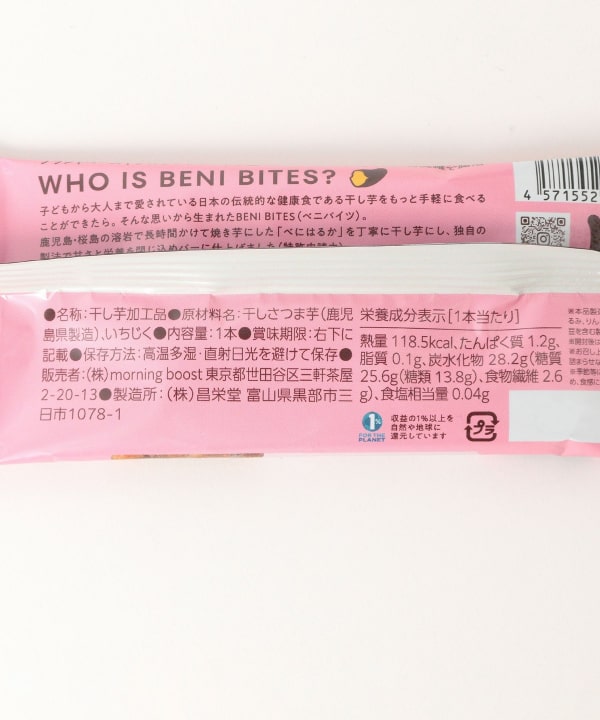 WHO IS BENI BITES?
子どもから大人まで愛されている日本の伝統的な健康食である干し芋をもっと手軽に食べる
ことができたら。そんな思いから生まれたBENI BITES(ベニバイツ)。
鹿児島・桜島の溶岩で長時間かけて焼き芋にした「べにはるか」を丁寧に干し芋にし、独自の
4 571552
●名称:干し芋加工品●原材料名:干しさつま芋(鹿児
島県製造)、いちじく●内容量:1本●賞味期限:右下に
記載●保存方法:高温多湿・直射日光を避けて保存●
販売者:(株)morning boost 東京都世田谷区三軒茶屋
2-20-13●製造所:(株)昌栄堂 富山県黒部市三
日市1078-1
栄養成分表示[1本当たり]
熱量 118.5kcal、たんぱく質 1.2g、
脂質 0.1g、炭水化物 28.2g(糖質
25.6g(糖類 13.8g)、食物繊維 2.6
g)、食塩相当量 0.04g
1%
FOR THE
PLANET
収益の1%以上を
自然や地球に
還元しています
プラ
※本品製
るみ、りん